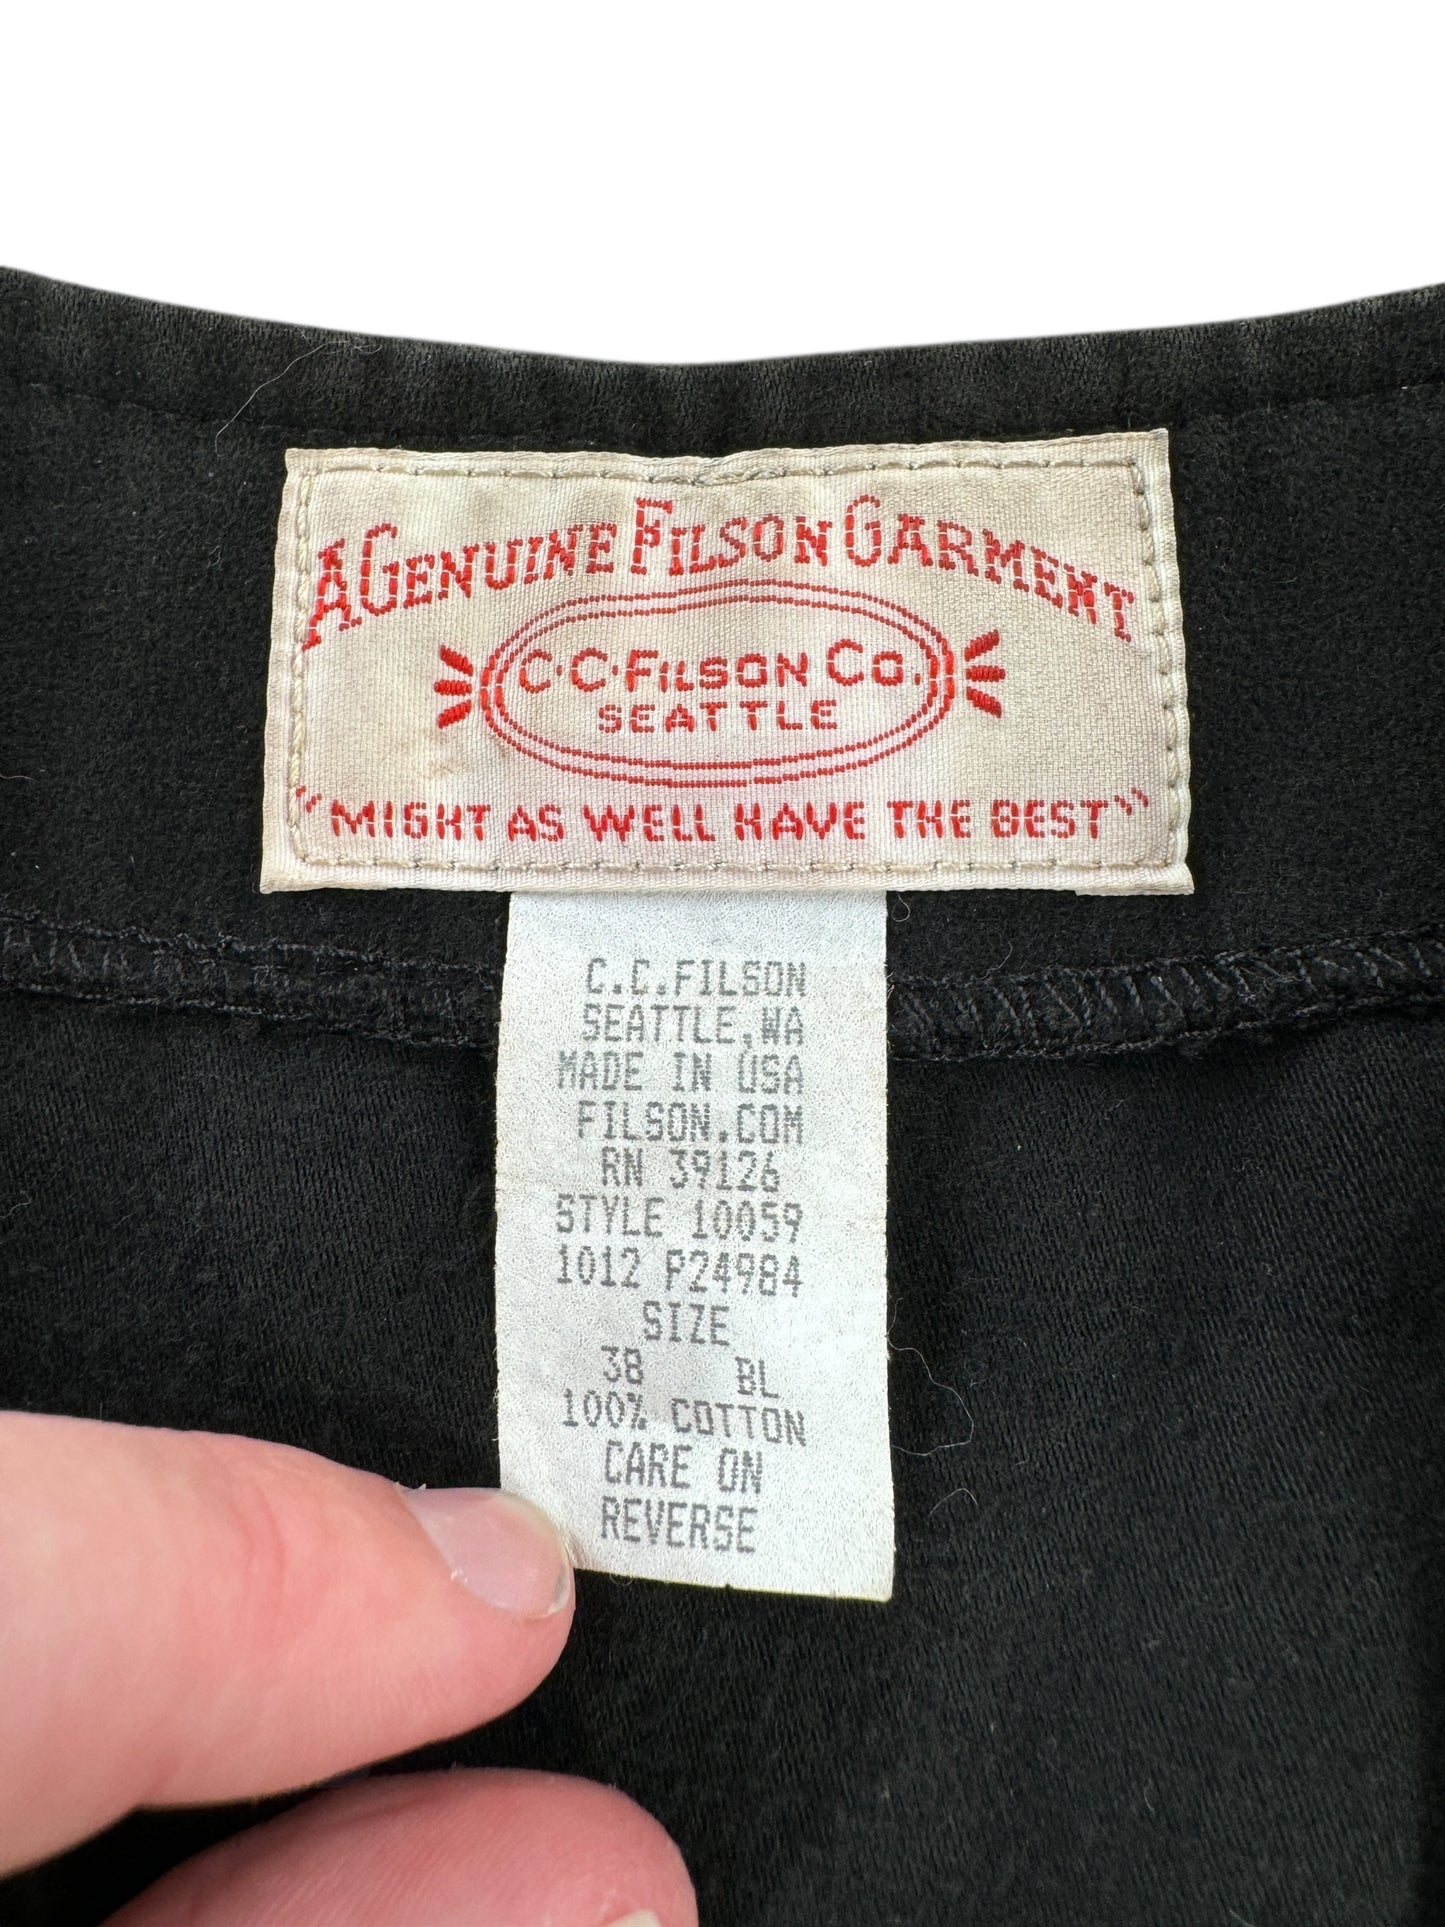 A GENUINE FILSON GARMENT
C·C·FILSON CO.
SEATTLE
"MIGHT AS WELL HAVE THE BEST"
C.C.FILSON
SEATTLE,WA
MADE IN USA
FILSON.COM
RN 39126
STYLE 10059
1012 P24984
SIZE
38 BL
100% COTTON
CARE ON
REVERSE